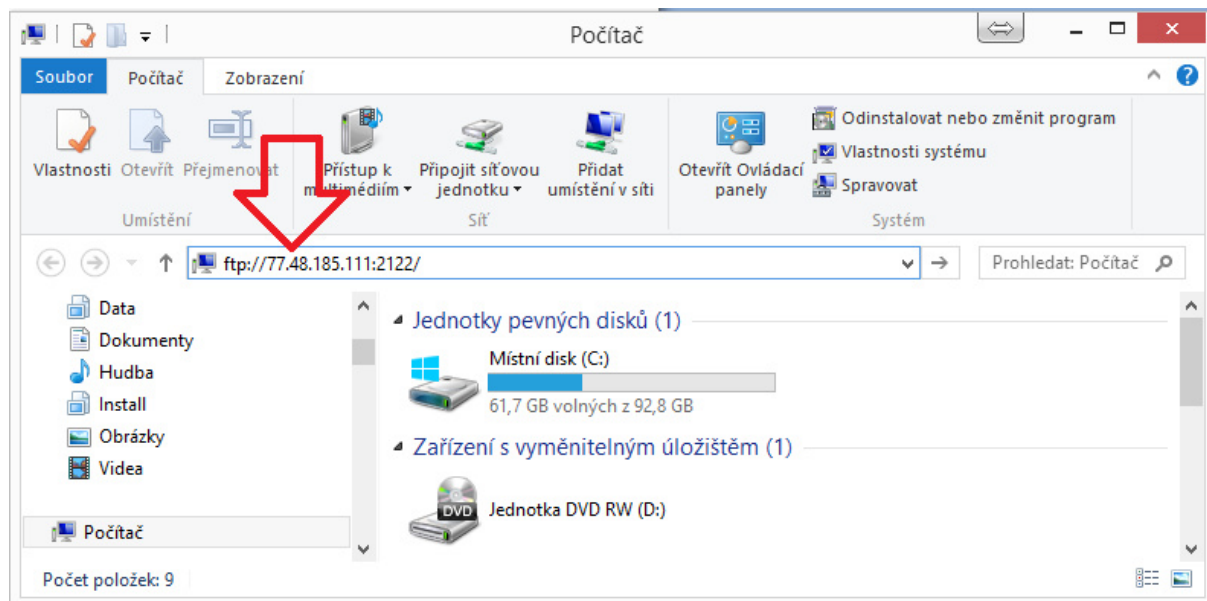 Počítač
Soubor Počítač Zobrazení
Vlastnosti Otevřít Přejmenovat
Umístění
Přístup k multimédiím
Připojit síťovou jednotku
Přidat umístění v síti
Síť
Otevřít Ovládací panely
Odinstalovat nebo změnit program
Vlastnosti systému
Spravovat
Systém
ftp://77.48.185.111:2122/
Prohledat: Počítač
Data
Dokumenty
Hudba
Install
Obrázky
Videa
Počítač
Jednotky pevných disků (1)
Místní disk (C:)
61,7 GB volných z 92,8 GB
Zařízení s vyměnitelným úložištěm (1)
DVD
Jednotka DVD RW (D:)
Počet položek: 9